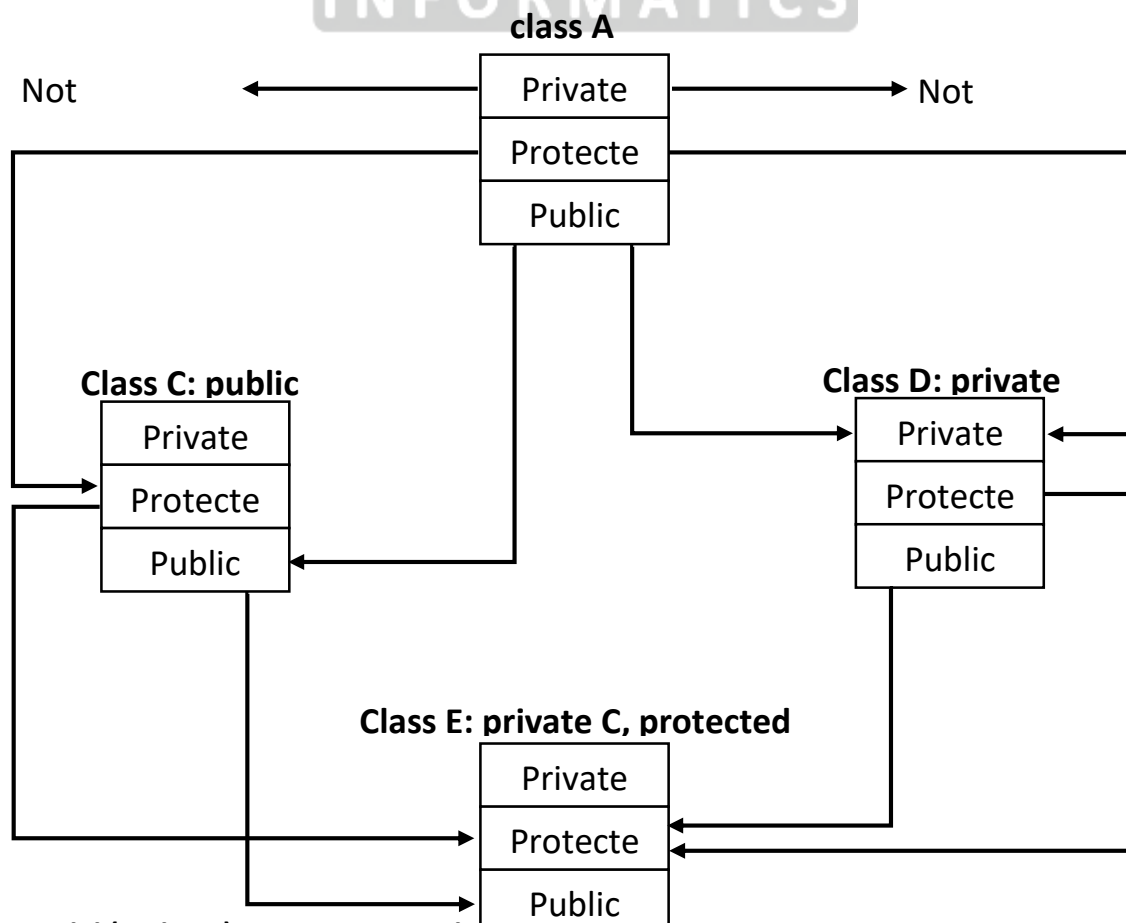 INFORMATICS
class A
Not
Private
Not
Protecte
Public
Class C: public
Class D: private
Private
Private
Protecte
Protecte
Public
Public
Class E: private C, protected
Private
Protecte
Public